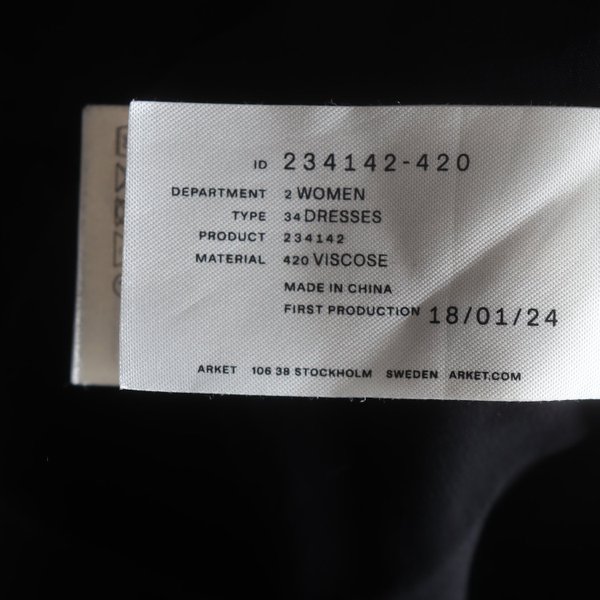 ID 234142-420
DEPARTMENT 2 WOMEN
TYPE 34 DRESSES
PRODUCT 234142
MATERIAL 420 VISCOSE
MADE IN CHINA
FIRST PRODUCTION 18/01/24
ARKET 106 38 STOCKHOLM SWEDEN ARKET.COM